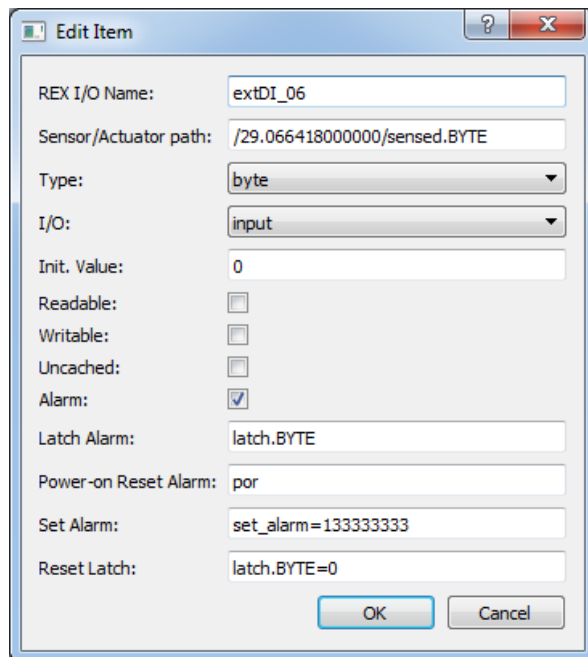 Edit Item
REX I/O Name: extDI_06
Sensor/Actuator path: /29.066418000000/sensed.BYTE
Type: byte
I/O: input
Init. Value: 0
Readable:
Writable:
Uncached:
Alarm:
Latch Alarm: latch.BYTE
Power-on Reset Alarm: por
Set Alarm: set_alarm=133333333
Reset Latch: latch.BYTE=0
OK Cancel